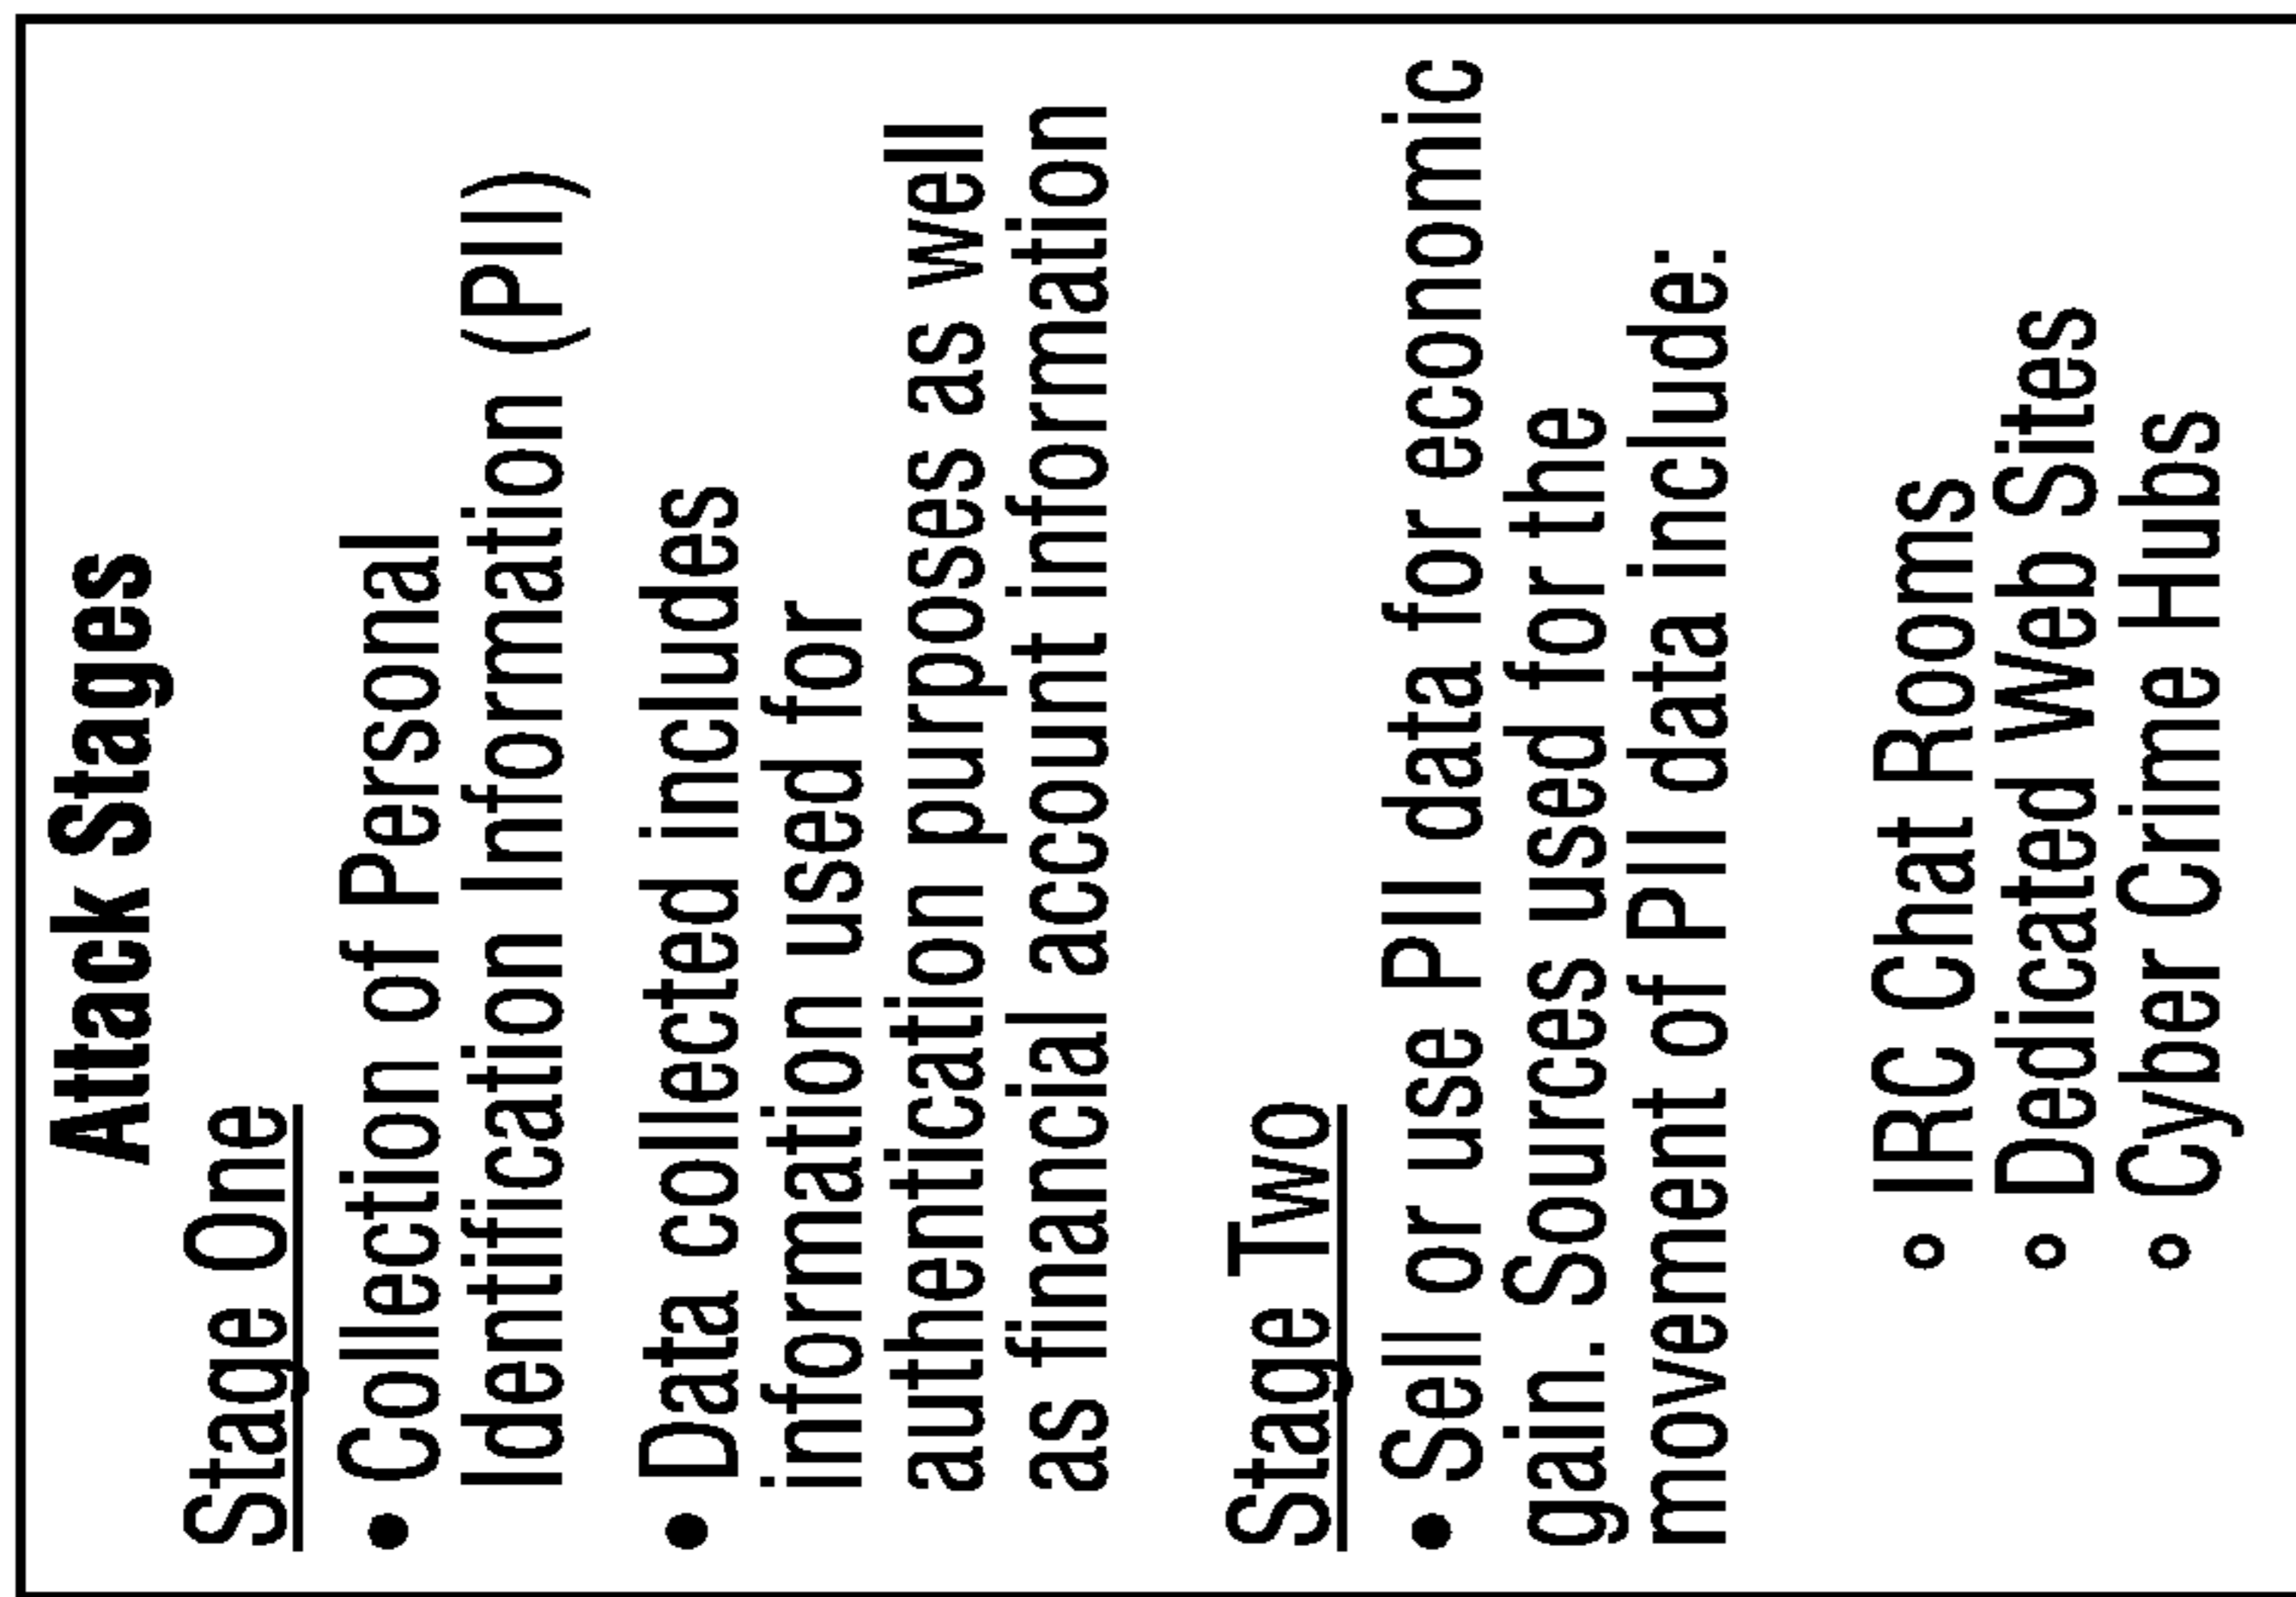 Attack Stages
Stage One
• Collection of Personal
Identification Information (PII)
• Data collected includes
information used for
authentication purposes as well
as financial account information
Stage Two
• Sell or use PII data for economic
gain. Sources used for the
movement of PII data include:
◦ IRC Chat Rooms
◦ Dedicated Web Sites
◦ Cyber Crime Hubs